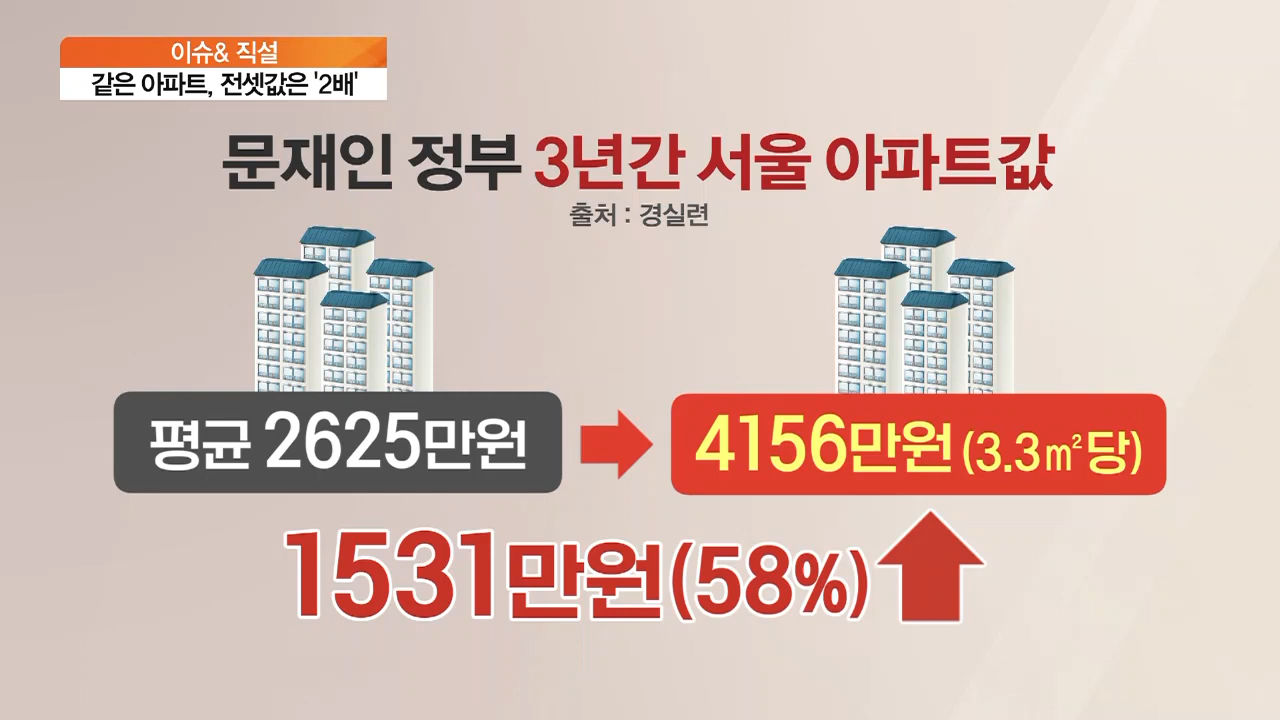 이슈& 직설
같은 아파트, 전셋값은 '2배'
문재인 정부 3년간 서울 아파트값
출처 : 경실련
평균 2625만원
4156만원 (3.3㎡당)
1531만원(58%)